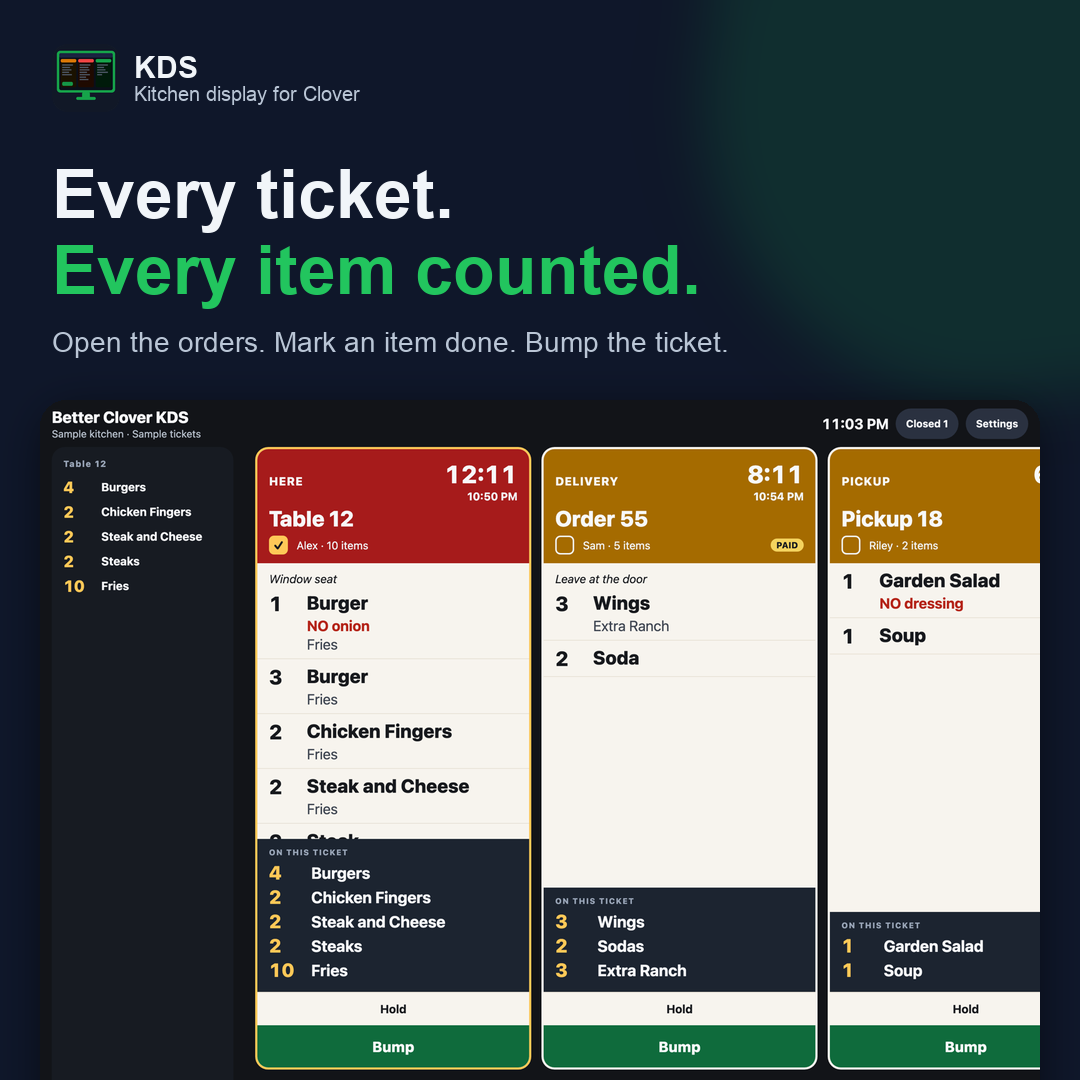 KDS
Kitchen display for Clover
Every ticket.
Every item counted.
Open the orders. Mark an item done. Bump the ticket.
Better Clover KDS
Sample kitchen · Sample tickets
11:03 PM
Closed 1
Settings
Table 12
4 Burgers
2 Chicken Fingers
2 Steak and Cheese
2 Steaks
10 Fries
HERE
12:11
10:50 PM
Table 12
Alex · 10 items
Window seat
1 Burger
NO onion
Fries
3 Burger
Fries
2 Chicken Fingers
Fries
2 Steak and Cheese
Fries
2 Steak
ON THIS TICKET
4 Burgers
2 Chicken Fingers
2 Steak and Cheese
2 Steaks
10 Fries
Hold
Bump
DELIVERY
8:11
10:54 PM
Order 55
Sam · 5 items
PAID
Leave at the door
3 Wings
Extra Ranch
2 Soda
ON THIS TICKET
3 Wings
2 Sodas
3 Extra Ranch
Hold
Bump
PICKUP
Pickup 18
Riley · 2 items
1 Garden Salad
NO dressing
1 Soup
ON THIS TICKET
1 Garden Salad
1 Soup
Hold
Bump